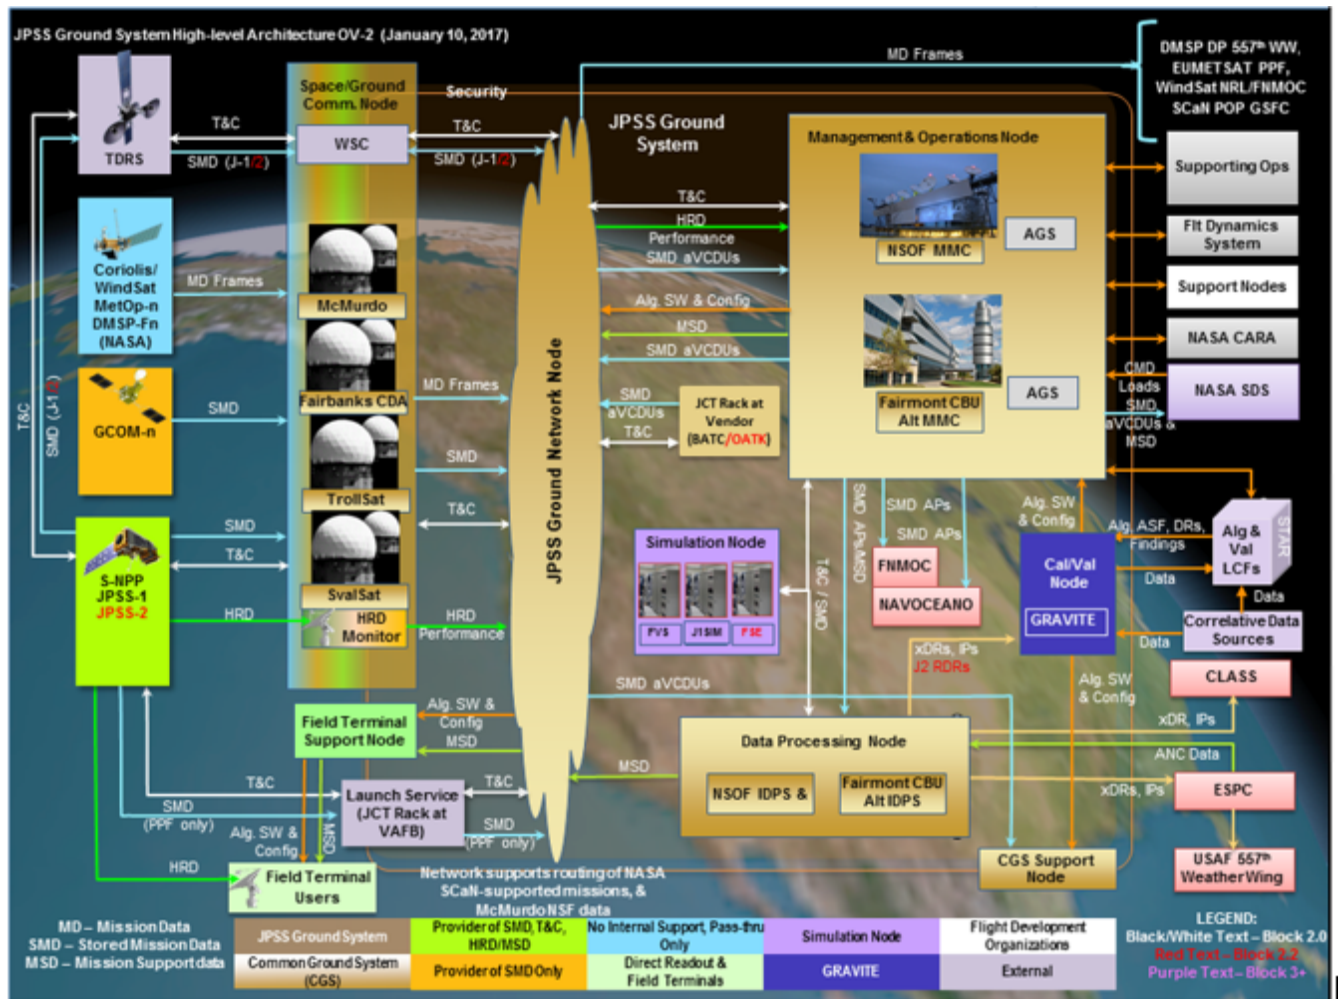 JPSS Ground System High-level Architecture OV-2 (January 10, 2017)
TDRS
T&C
SMD (J-1/2)
Space/Ground
Comm. Node
WSC
Security
T&C
SMD (J-1/2)
MD Frames
DMSP DP 557th WW,
EUMETSAT PPF,
WindSat NRL/FNMOC
SCaN POP GSFC
JPSS Ground
System
Management & Operations Node
NSOF MMC
AGS
Fairmont CBU
Alt MMC
AGS
Supporting Ops
Flt Dynamics
System
Support Nodes
NASA CARA
NASA SDS
CMD
Loads
SMD
aVCDUs &
MSD
Coriolis/
WindSat
MetOp-n
DMSP-Fn
(NASA)
MD Frames
McMurdo
Fairbanks CDA
TrollSat
SvalSat
HRD
Monitor
GCOM-n
SMD
T&C
SMD (J-1/2)
S-NPP
JPSS-1
JPSS-2
SMD
T&C
HRD
MD Frames
SMD
T&C
HRD
Performance
JPSS Ground Network Node
T&C
HRD
Performance
SMD aVCDUs
Alg. SW & Config
MSD
SMD aVCDUs
SMD
aVCDUs
T&C
JCT Rack at
Vendor
(BATC/OATK)
Simulation Node
FVS
J1SIM
FSE
T&C / SMD
SMD APs/MSD
SMD APs
SMD APs
FNMOC
NAVOCEANO
Alg. SW
& Config
Cal/Val
Node
GRAVITE
Alg, ASF, DRs,
Findings
Data
Alg &
Val
LCFs
STAR
Data
Correlative Data
Sources
Data
xDRs, IPs
J2 RDRs
Alg. SW
& Config
CLASS
xDR, IPs
ANC Data
xDRs, IPs
ESPC
USAF 557th
Weather Wing
SMD aVCDUs
Data Processing Node
NSOF IDPS &
Fairmont CBU
Alt IDPS
MSD
CGS Support
Node
Field Terminal
Support Node
Alg. SW &
Config
MSD
T&C
SMD
(PPF only)
Launch Service
(JCT Rack at
VAFB)
T&C
SMD
(PPF only)
Alg. SW &
Config
MSD
HRD
Field Terminal
Users
Network supports routing of NASA
SCaN-supported missions, &
McMurdo NSF data
MD – Mission Data
SMD – Stored Mission Data
MSD – Mission Support data
JPSS Ground System
Common Ground System
(CGS)
Provider of SMD, T&C,
HRD/MSD
Provider of SMD Only
No Internal Support, Pass-thru
Only
Direct Readout &
Field Terminals
Simulation Node
GRAVITE
Flight Development
Organizations
External
LEGEND:
Black/White Text – Block 2.0
Red Text – Block 2.2
Purple Text – Block 3+